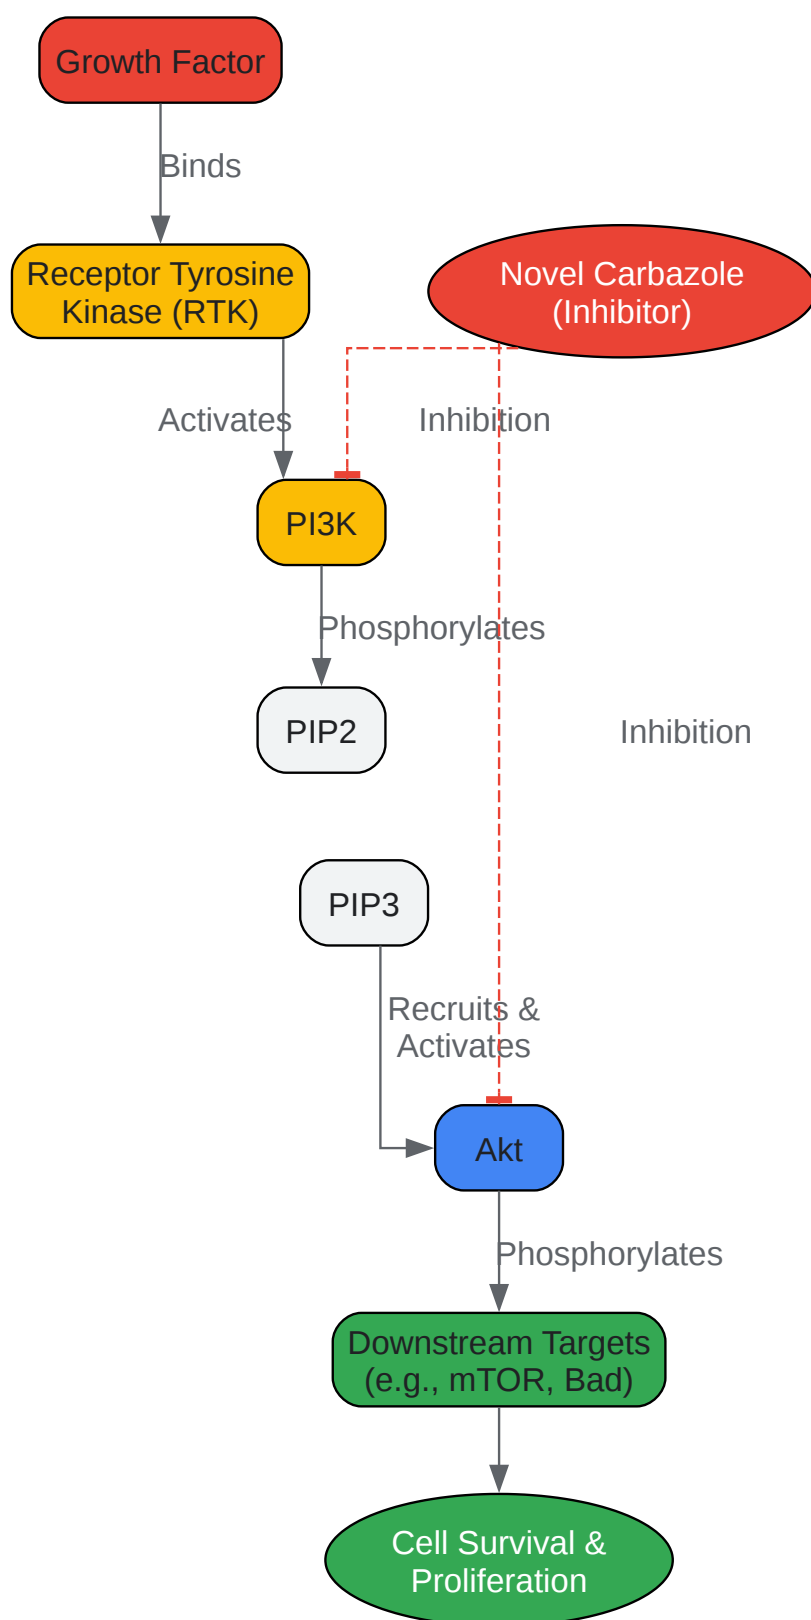 Growth Factor
Binds
Receptor Tyrosine
Kinase (RTK)
Novel Carbazole
(Inhibitor)
Activates
Inhibition
PI3K
Phosphorylates
PIP2
Inhibition
PIP3
Recruits &
Activates
Akt
Phosphorylates
Downstream Targets
(e.g., mTOR, Bad)
Cell Survival &
Proliferation